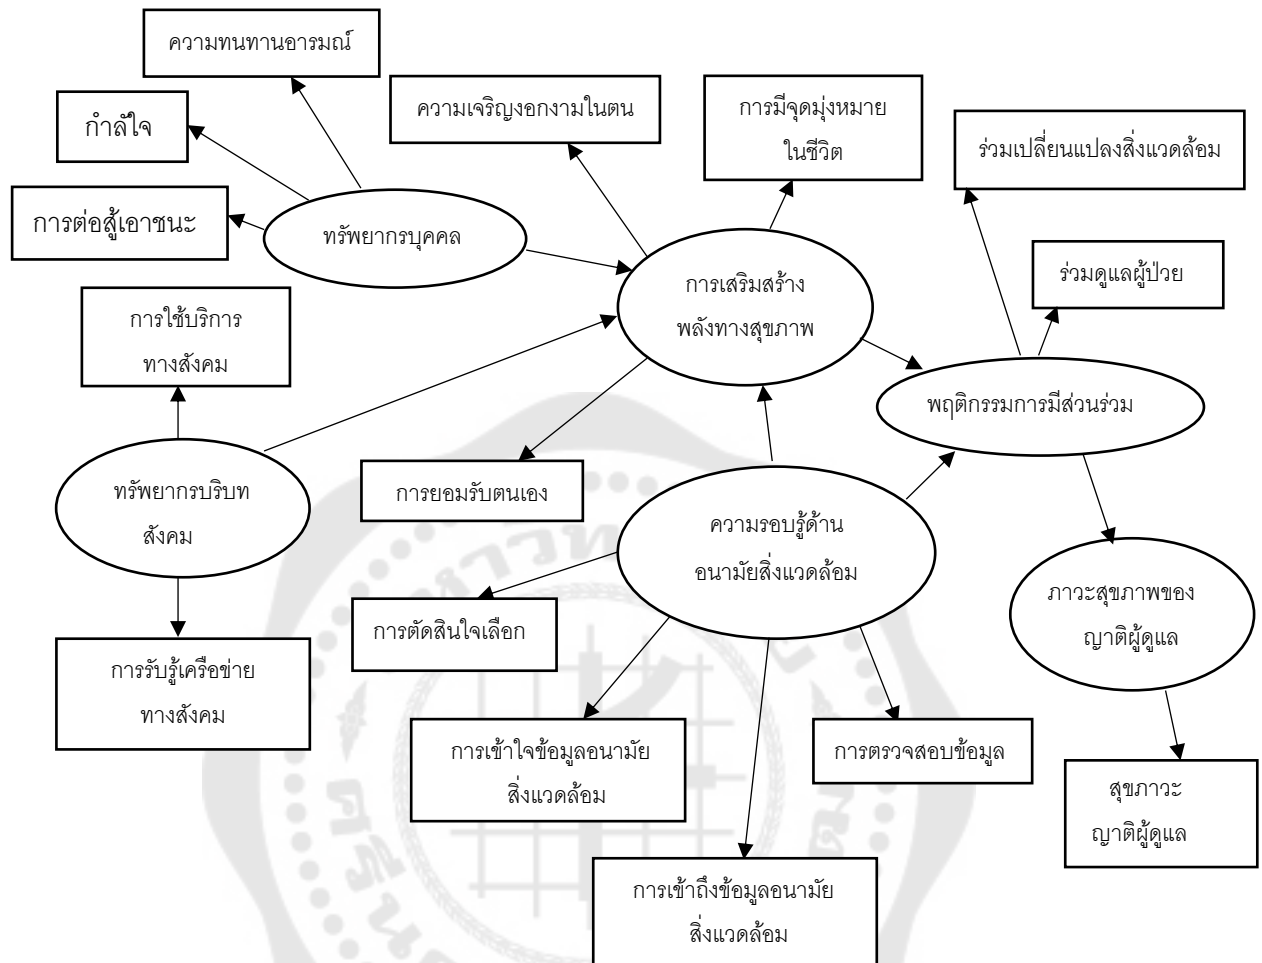 ความทนทานอารมณ์
กำลัใจ
การต่อสู้เอาชนะ
ความเจริญงอกงามในตน
การมีจุดมุ่งหมาย
ในชีวิต
ร่วมเปลี่ยนแปลงสิ่งแวดล้อม
ทรัพยากรบุคคล
การเสริมสร้าง
พลังทางสุขภาพ
ร่วมดูแลผู้ป่วย
การใช้บริการ
ทางสังคม
พฤติกรรมการมีส่วนร่วม
ทรัพยากรบริบท
สังคม
การยอมรับตนเอง
ความรอบรู้ด้าน
อนามัยสิ่งแวดล้อม
ภาวะสุขภาพของ
ญาติผู้ดูแล
การตัดสินใจเลือก
การรับรู้เครือข่าย
ทางสังคม
การเข้าใจข้อมูลอนามัย
สิ่งแวดล้อม
การตรวจสอบข้อมูล
สุขภาวะ
ญาติผู้ดูแล
การเข้าถึงข้อมูลอนามัย
สิ่งแวดล้อม